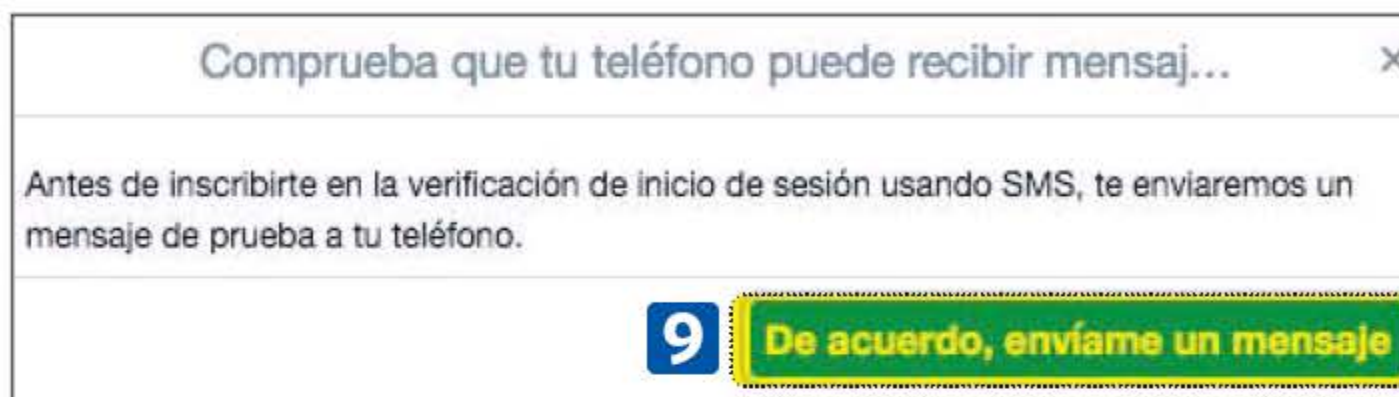 Comprueba que tu teléfono puede recibir mensaj...
×
Antes de inscribirte en la verificación de inicio de sesión usando SMS, te enviaremos un
mensaje de prueba a tu teléfono.
9 De acuerdo, envíame un mensaje